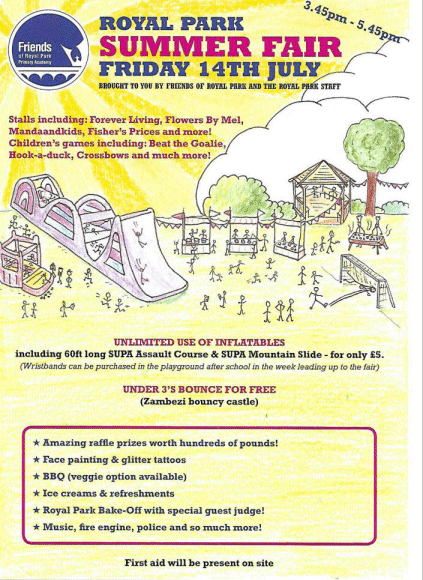 3.45pm - 5.45pm
Friends
of Royal Park
Primary Academy
ROYAL PARK
SUMMER FAIR
FRIDAY 14TH JULY
BROUGHT TO YOU BY FRIENDS OF ROYAL PARK AND THE ROYAL PARK STAFF
Stalls including: Forever Living, Flowers By Mel,
Mandaandkids, Fisher's Prices and more!
Children's games including: Beat the Goalie,
Hook-a-duck, Crossbows and much more!
UNLIMITED USE OF INFLATABLES
including 60ft long SUPA Assault Course & SUPA Mountain Slide - for only £5.
(Wristbands can be purchased in the playground after school in the week leading up to the fair)
UNDER 3'S BOUNCE FOR FREE
(Zambezi bouncy castle)
★ Amazing raffle prizes worth hundreds of pounds!
★ Face painting & glitter tattoos
★ BBQ (veggie option available)
★ Ice creams & refreshments
★ Royal Park Bake-Off with special guest judge!
★ Music, fire engine, police and so much more!
First aid will be present on site